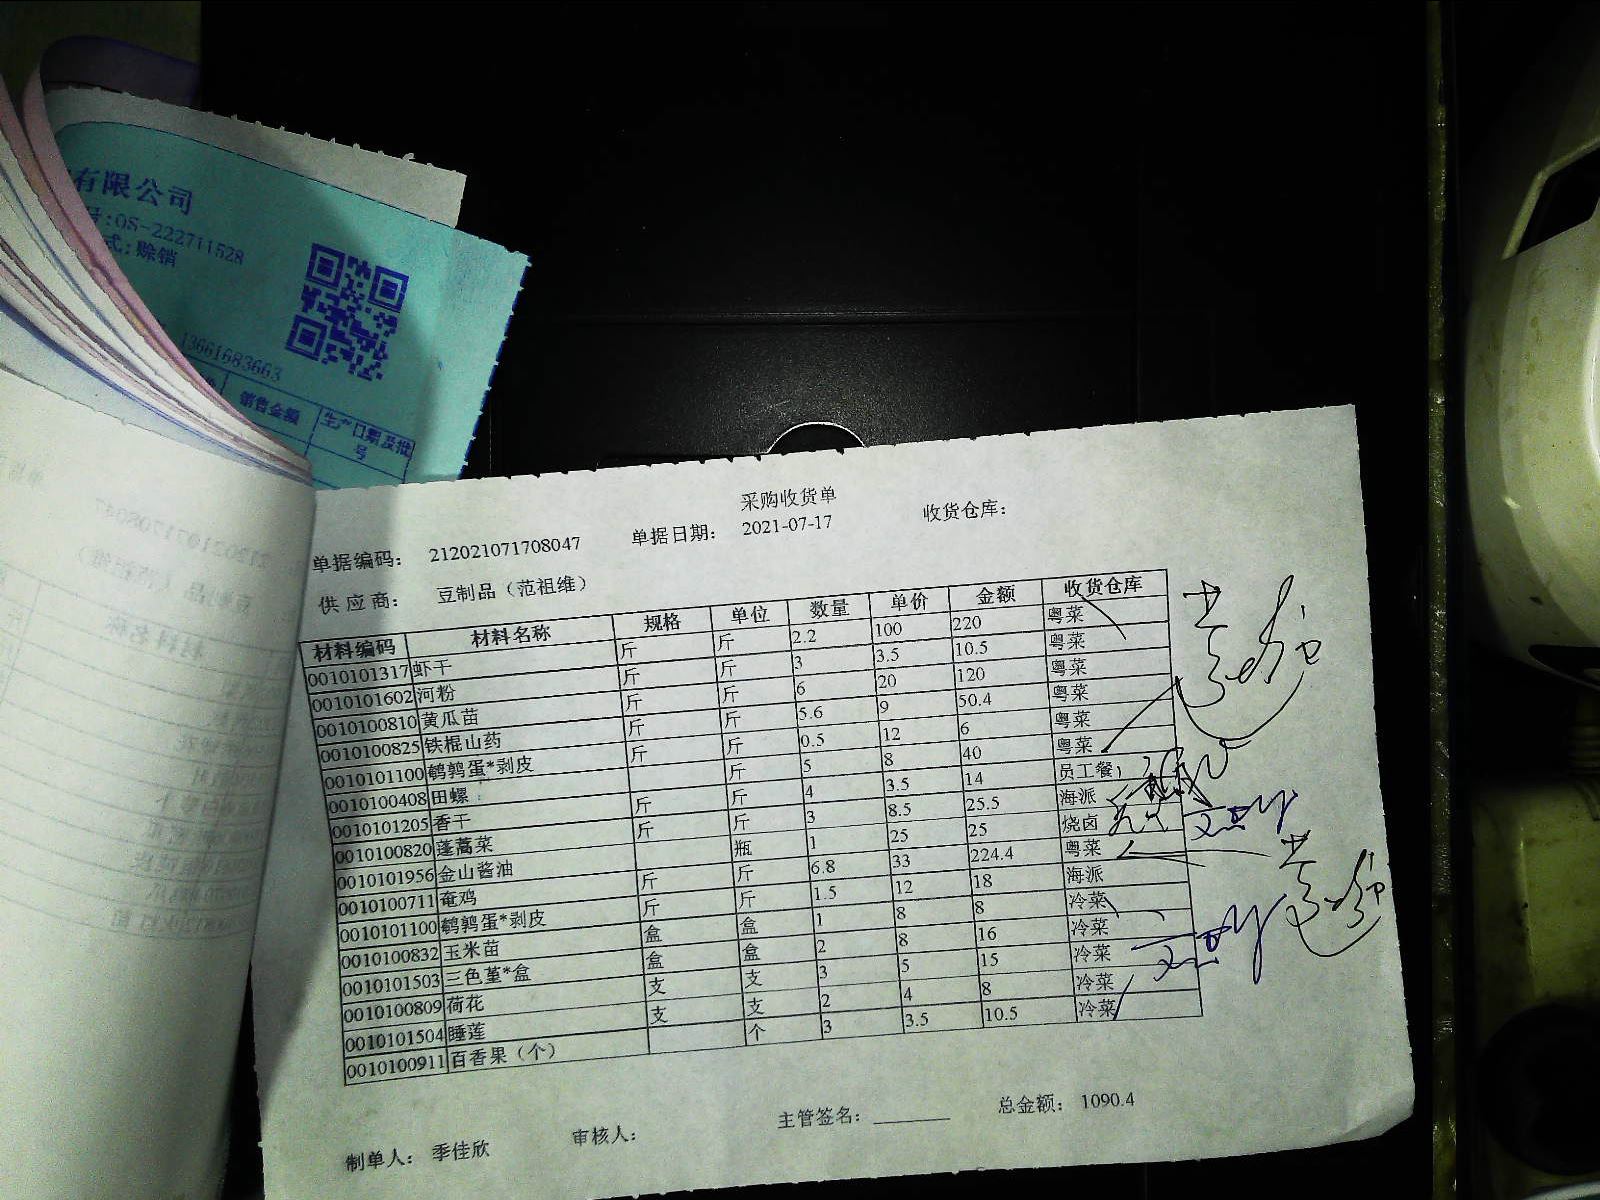 有限公司
号:OS-222711528
式:赊销
13661683663
销售金额 生产日期及批号
采购收货单
单据编码： 212021071708047 单据日期： 2021-07-17 收货仓库：
供 应 商： 豆制品（范祖维）
材料编码 材料名称 规格 单位 数量 单价 金额 收货仓库
0010101317 虾干 斤 斤 2.2 100 220 粤菜
0010101602 河粉 斤 斤 3 3.5 10.5 粤菜
0010100810 黄瓜苗 斤 斤 6 20 120 粤菜
0010100825 铁棍山药 斤 斤 5.6 9 50.4 粤菜
0010101100 鹌鹑蛋*剥皮 斤 斤 0.5 12 6 粤菜
0010100408 田螺 斤 5 8 40 粤菜
0010101205 香干 斤 斤 4 3.5 14 员工餐
0010100820 蓬蒿菜 斤 斤 3 8.5 25.5 海派
0010101956 金山酱油 瓶 1 25 25 烧卤
0010100711 奄鸡 斤 斤 6.8 33 224.4 粤菜
0010101100 鹌鹑蛋*剥皮 斤 斤 1.5 12 18 海派
0010100832 玉米苗 盒 盒 1 8 8 冷菜
0010101503 三色堇*盒 盒 盒 2 8 16 冷菜
0010100809 荷花 支 支 3 5 15 冷菜
0010101504 睡莲 支 支 2 4 8 冷菜
0010100911 百香果（个） 个 3 3.5 10.5 冷菜
制单人： 季佳欣 审核人： 主管签名： 总金额： 1090.4